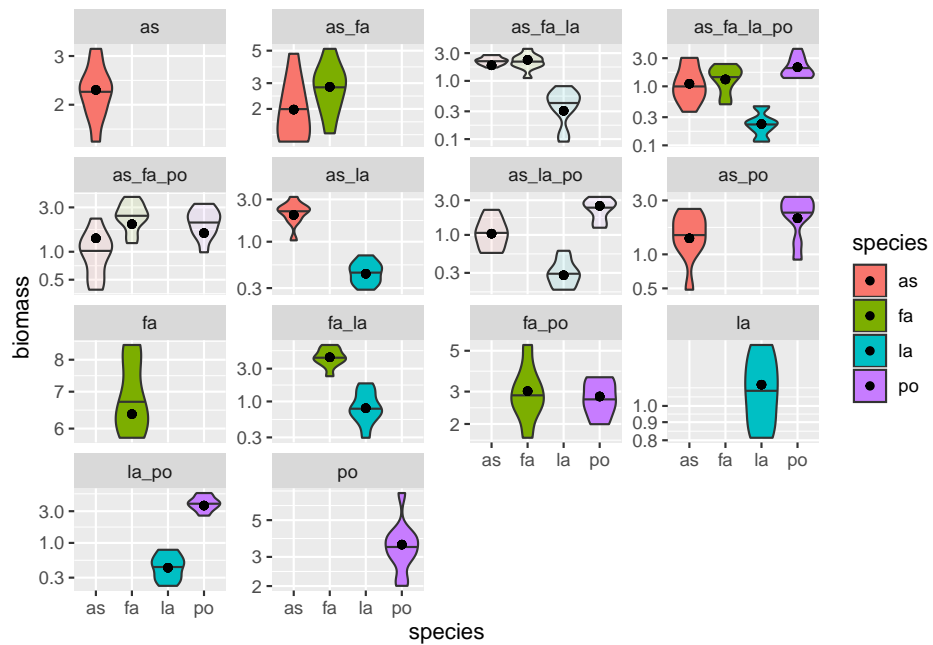 as
as_fa
as_fa_la
as_fa_la_po
3
2
5
3
2
3.0
1.0
0.3
0.1
3.0
1.0
0.3
0.1
as_fa_po
as_la
as_la_po
as_po
3.0
1.0
0.5
3.0
1.0
0.3
3.0
1.0
0.3
3.0
1.0
0.5
fa
fa_la
fa_po
la
8
7
6
3.0
1.0
0.3
5
3
2
1.0
0.9
0.8
as fa la po
as fa la po
la_po
po
3.0
1.0
0.3
5
3
2
as fa la po
as fa la po
species
biomass
species
as
fa
la
po